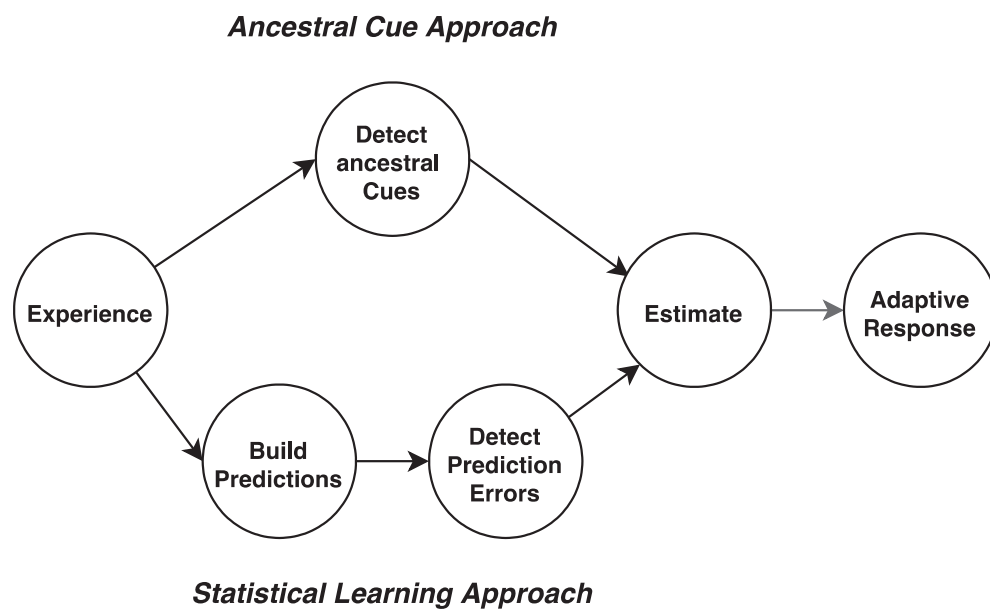 Ancestral Cue Approach
Detect
ancestral
Cues
Experience
Estimate
Adaptive
Response
Build
Predictions
Detect
Prediction
Errors
Statistical Learning Approach